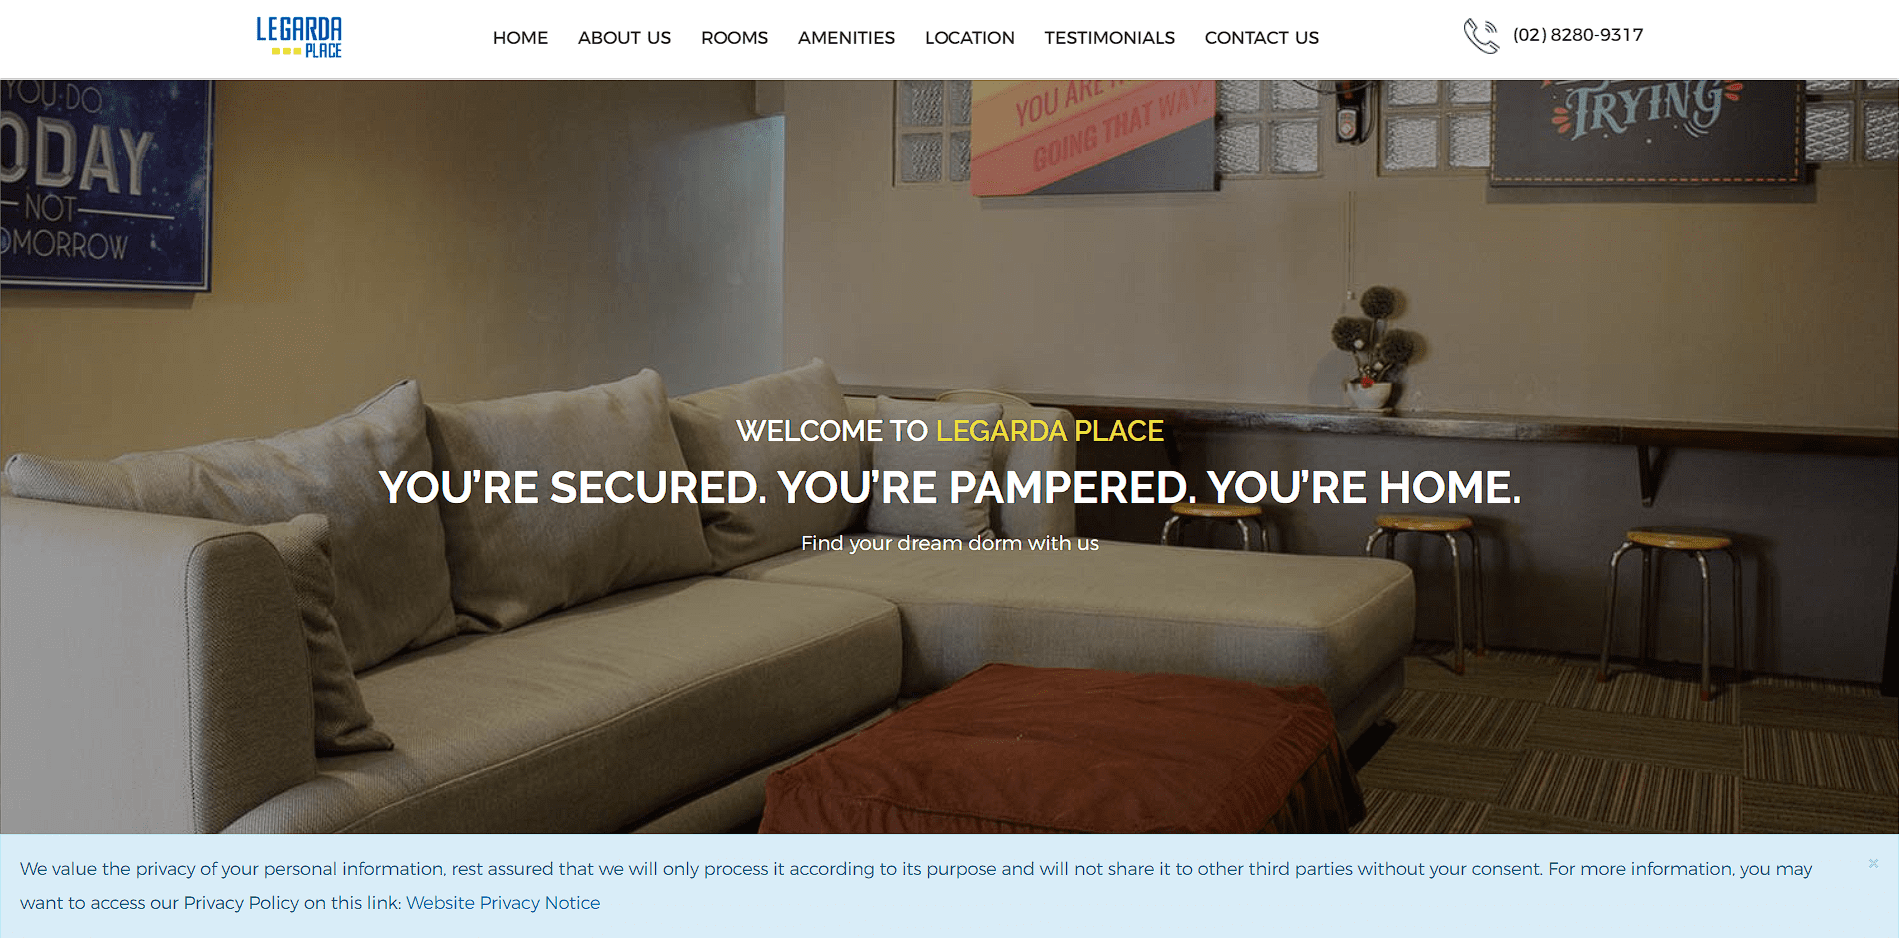 LEGARDA
PLACE
HOME ABOUT US ROOMS AMENITIES LOCATION TESTIMONIALS CONTACT US
(02) 8280-9317
YOU DO
TODAY
NOT
TOMORROW
YOU ARE
GOING THAT WAY.
TRYING
WELCOME TO LEGARDA PLACE
YOU’RE SECURED. YOU’RE PAMPERED. YOU’RE HOME.
Find your dream dorm with us
We value the privacy of your personal information, rest assured that we will only process it according to its purpose and will not share it to other third parties without your consent. For more information, you may
want to access our Privacy Policy on this link: Website Privacy Notice